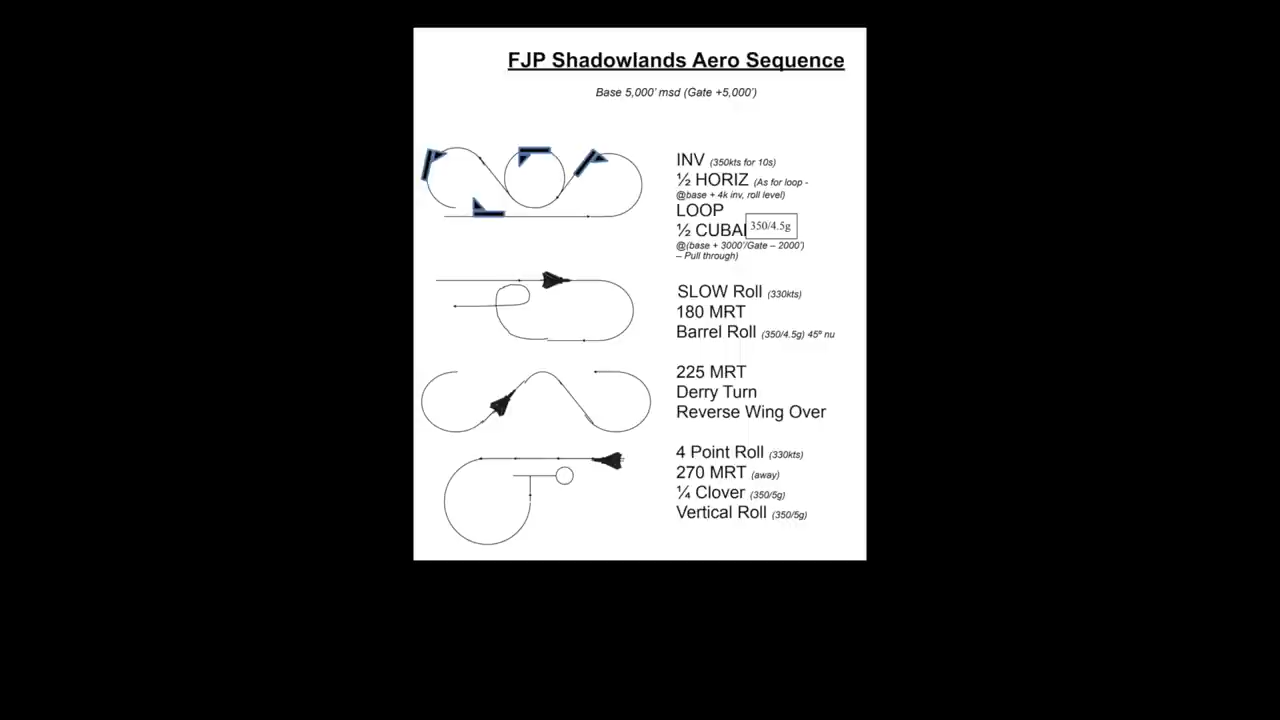 FJP Shadowlands Aero Sequence
Base 5,000' msd (Gate +5,000')
INV (350kts for 10s)
½ HORIZ (As for loop -
@base + 4k inv, roll level)
LOOP
½ CUBA
350/4.5g
@(base + 3000'/Gate – 2000')
– Pull through)
SLOW Roll (330kts)
180 MRT
Barrel Roll (350/4.5g) 45º nu
225 MRT
Derry Turn
Reverse Wing Over
4 Point Roll (330kts)
270 MRT (away)
¼ Clover (350/5g)
Vertical Roll (350/5g)